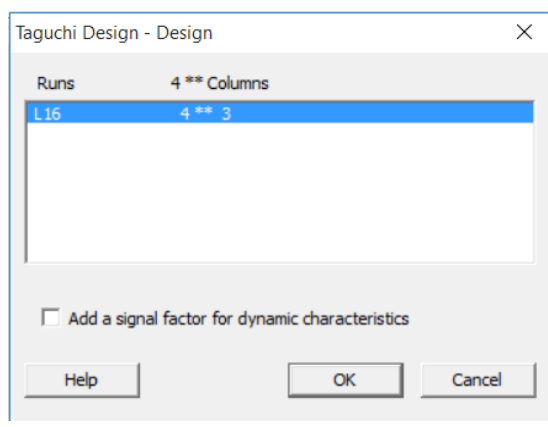 Taguchi Design - Design
Runs 4 ** Columns
L16 4 ** 3
Add a signal factor for dynamic characteristics
Help OK Cancel